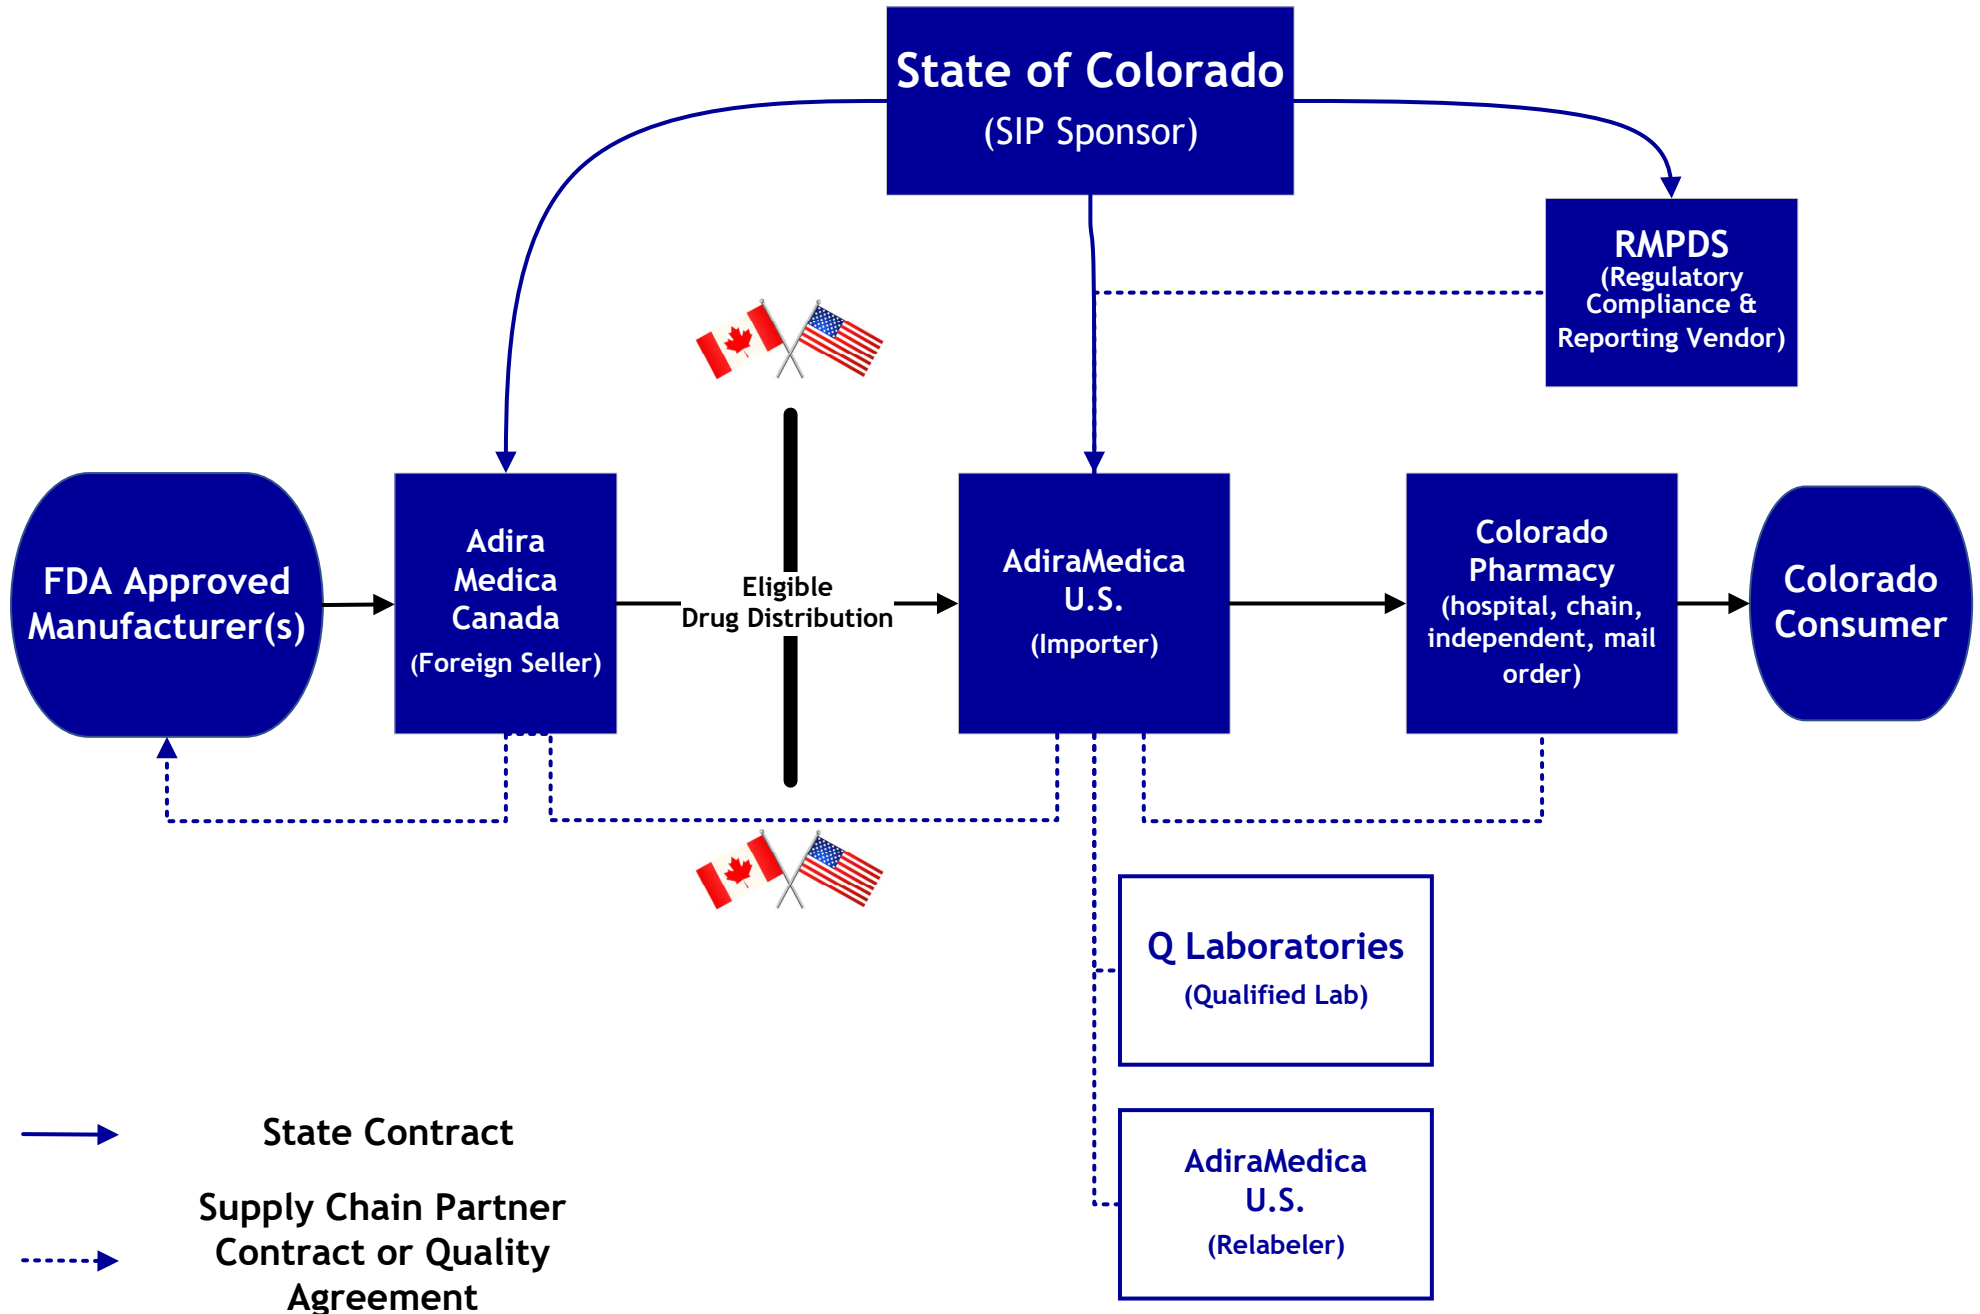 State of Colorado
(SIP Sponsor)
RMPDS
(Regulatory
Compliance &
Reporting Vendor)
FDA Approved
Manufacturer(s)
Adira
Medica
Canada
(Foreign Seller)
Eligible
Drug Distribution
AdiraMedica
U.S.
(Importer)
Colorado
Pharmacy
(hospital, chain,
independent, mail
order)
Colorado
Consumer
Q Laboratories
(Qualified Lab)
AdiraMedica
U.S.
(Relabeler)
State Contract
Supply Chain Partner
Contract or Quality
Agreement